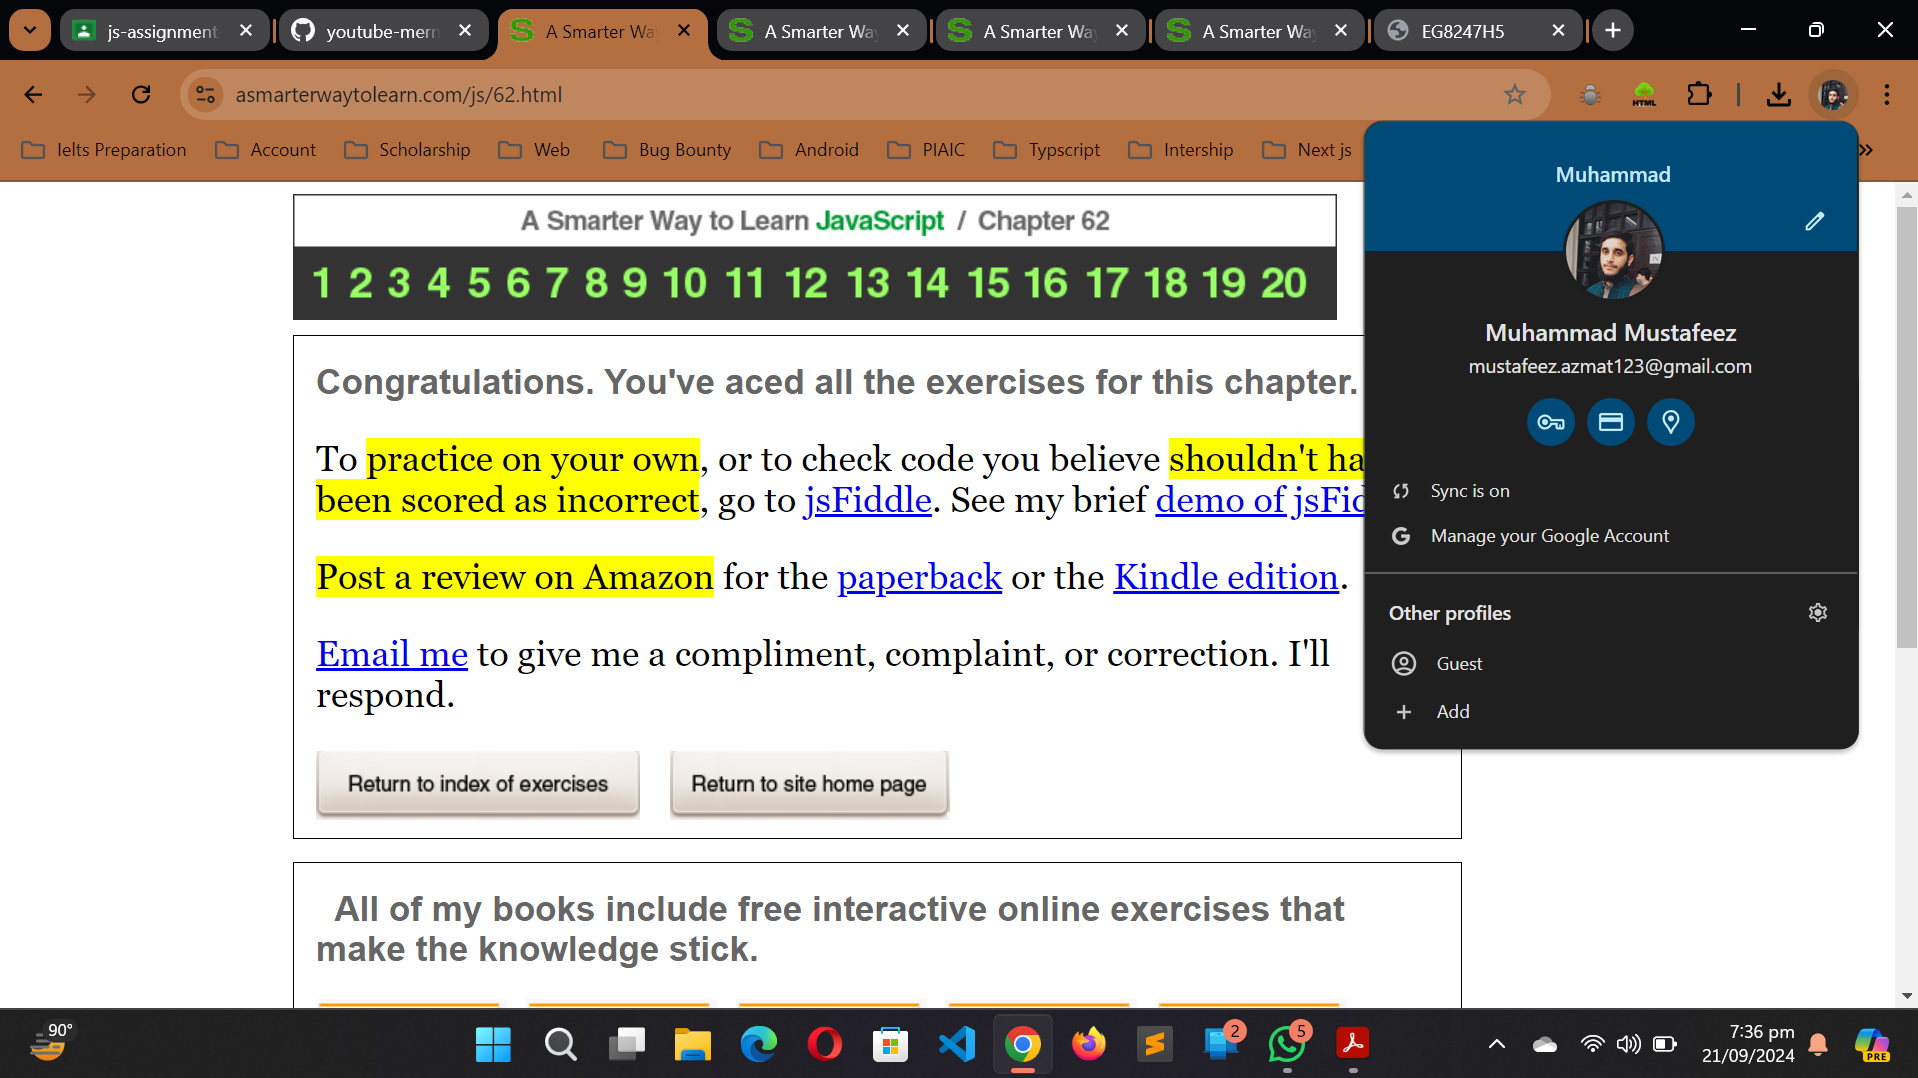 js-assignment
youtube-mern
A Smarter Wa
A Smarter Wa
A Smarter Wa
A Smarter Wa
EG8247H5
asmarterwaytolearn.com/js/62.html
HTML
Ielts Preparation
Account
Scholarship
Web
Bug Bounty
Android
PIAIC
Typscript
Intership
Next js
A Smarter Way to Learn JavaScript / Chapter 62
1 2 3 4 5 6 7 8 9 10 11 12 13 14 15 16 17 18 19 20
Congratulations. You've aced all the exercises for this chapter.
To practice on your own, or to check code you believe shouldn't ha
been scored as incorrect, go to jsFiddle. See my brief demo of jsFid
Post a review on Amazon for the paperback or the Kindle edition.
Email me to give me a compliment, complaint, or correction. I'll
respond.
Return to index of exercises
Return to site home page
All of my books include free interactive online exercises that
make the knowledge stick.
Muhammad
Muhammad Mustafeez
mustafeez.azmat123@gmail.com
Sync is on
Manage your Google Account
Other profiles
Guest
Add
90°
2
5
7:36 pm
21/09/2024
PRE